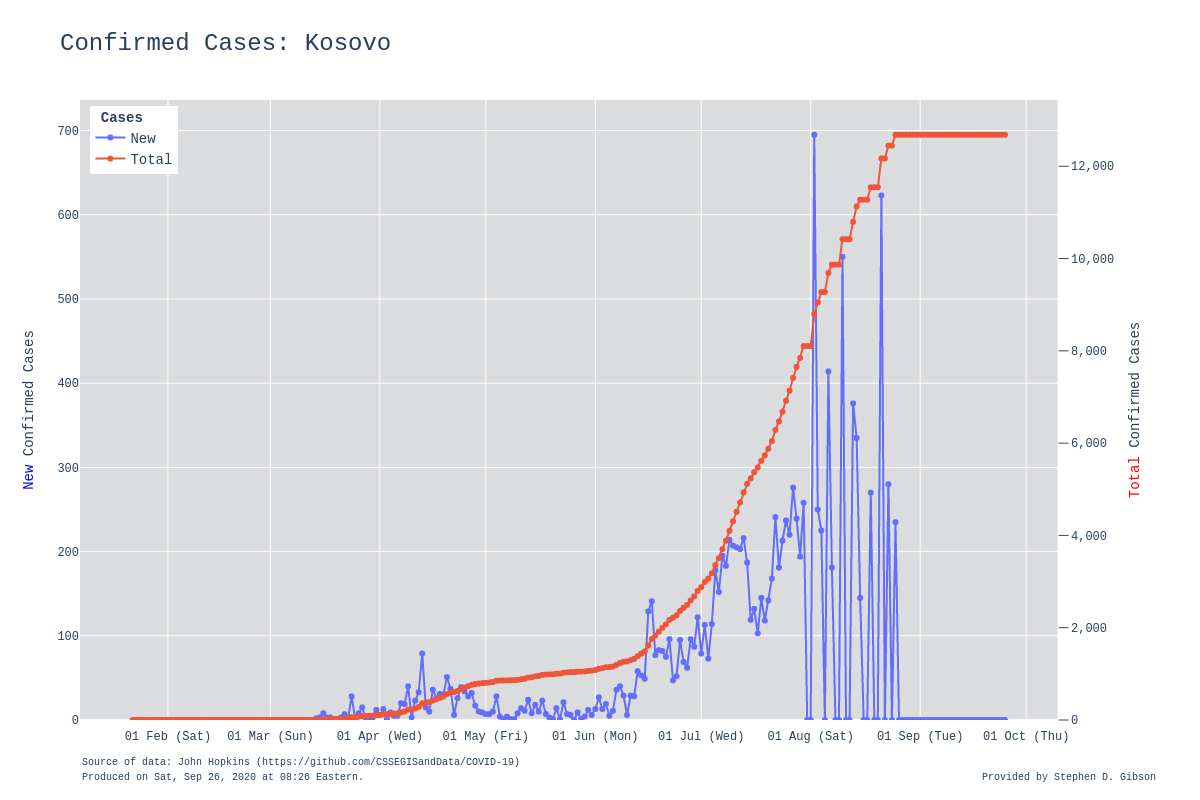 Confirmed Cases: Kosovo
Cases
New
Total
700
600
500
400
300
200
100
0
12,000
10,000
8,000
6,000
4,000
2,000
0
New Confirmed Cases
Total Confirmed Cases
01 Feb (Sat) 01 Mar (Sun) 01 Apr (Wed) 01 May (Fri) 01 Jun (Mon) 01 Jul (Wed) 01 Aug (Sat) 01 Sep (Tue) 01 Oct (Thu)
Source of data: John Hopkins (https://github.com/CSSEGISandData/COVID-19)
Produced on Sat, Sep 26, 2020 at 08:26 Eastern.
Provided by Stephen D. Gibson